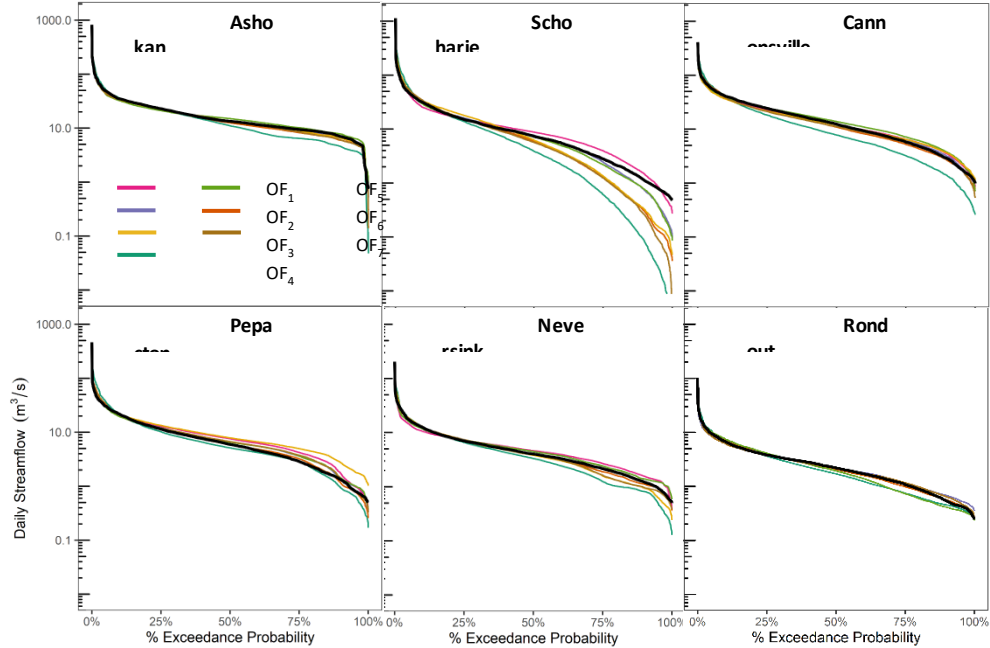 Asho
kan
Scho
harie
Cann
1000.0
10.0
0.1
OF1
OF2
OF3
OF4
OF5
OF6
OF7
Pepa
Neve
rsink
Rond
out
1000.0
10.0
0.1
Daily Streamflow (m³/s)
0% 25% 50% 75% 100%
0% 25% 50% 75% 100%
0% 25% 50% 75% 100%
% Exceedance Probability
% Exceedance Probability
% Exceedance Probability